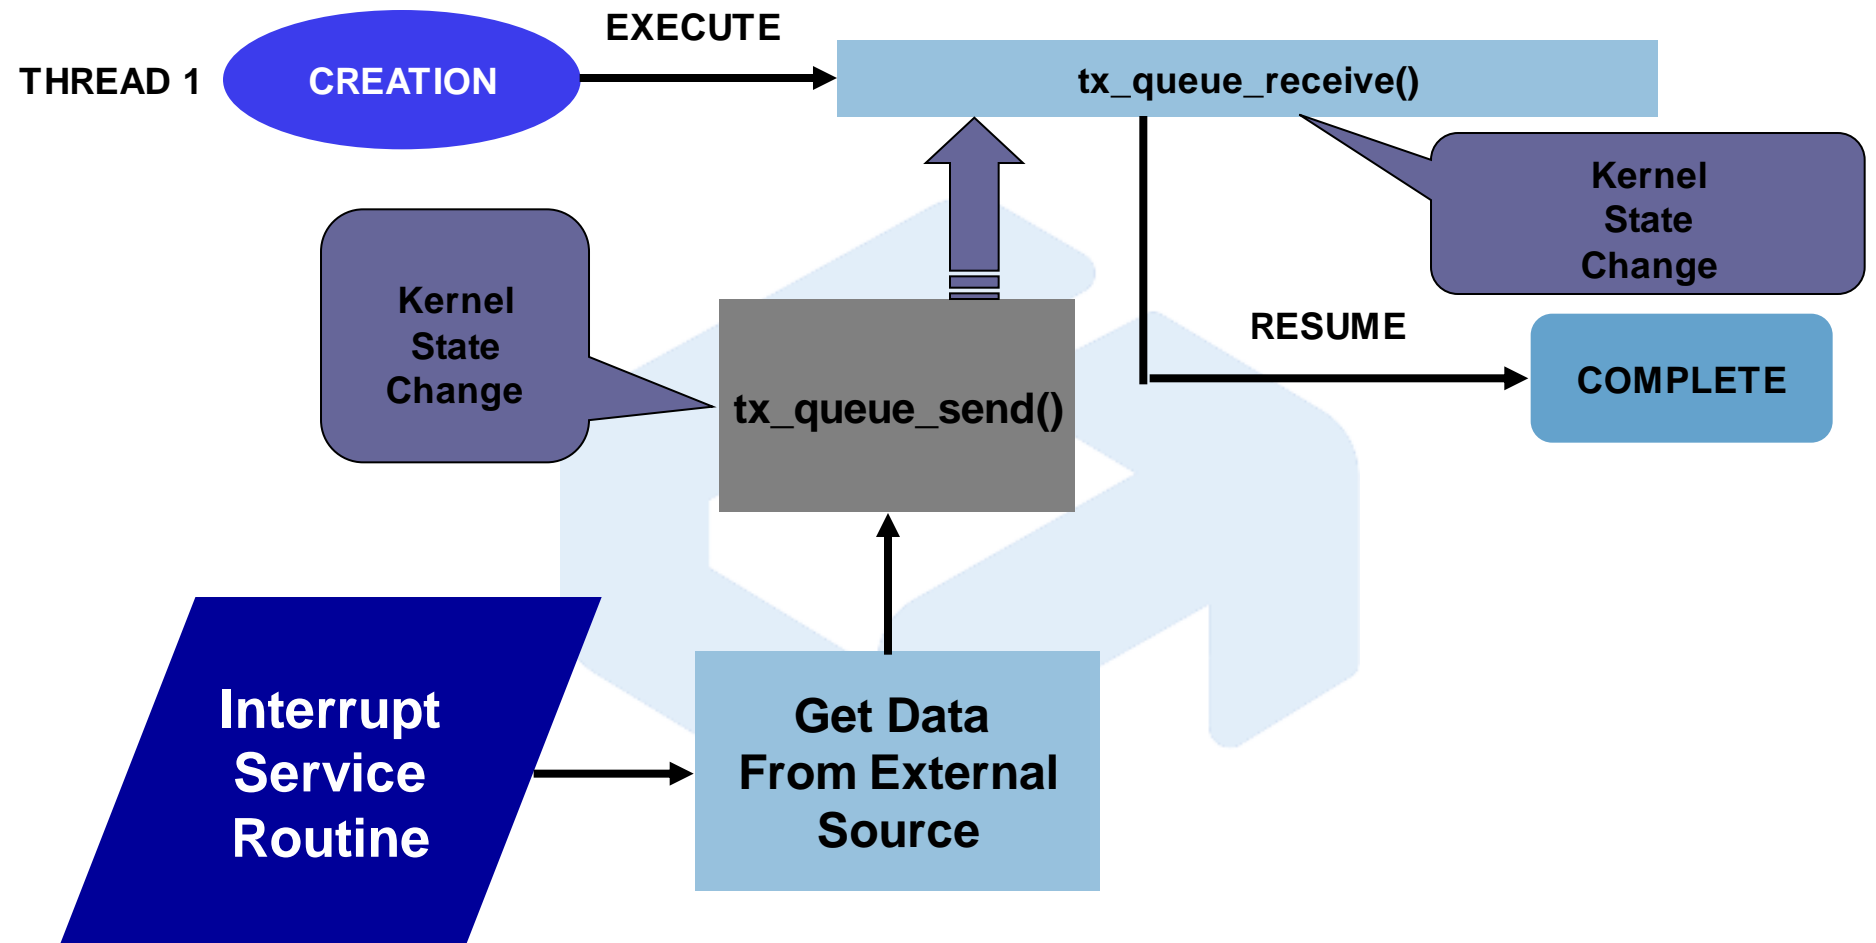 EXECUTE
THREAD 1
CREATION
tx_queue_receive()
Kernel
State
Change
Kernel
State
Change
RESUME
COMPLETE
tx_queue_send()
Interrupt
Service
Routine
Get Data
From External
Source